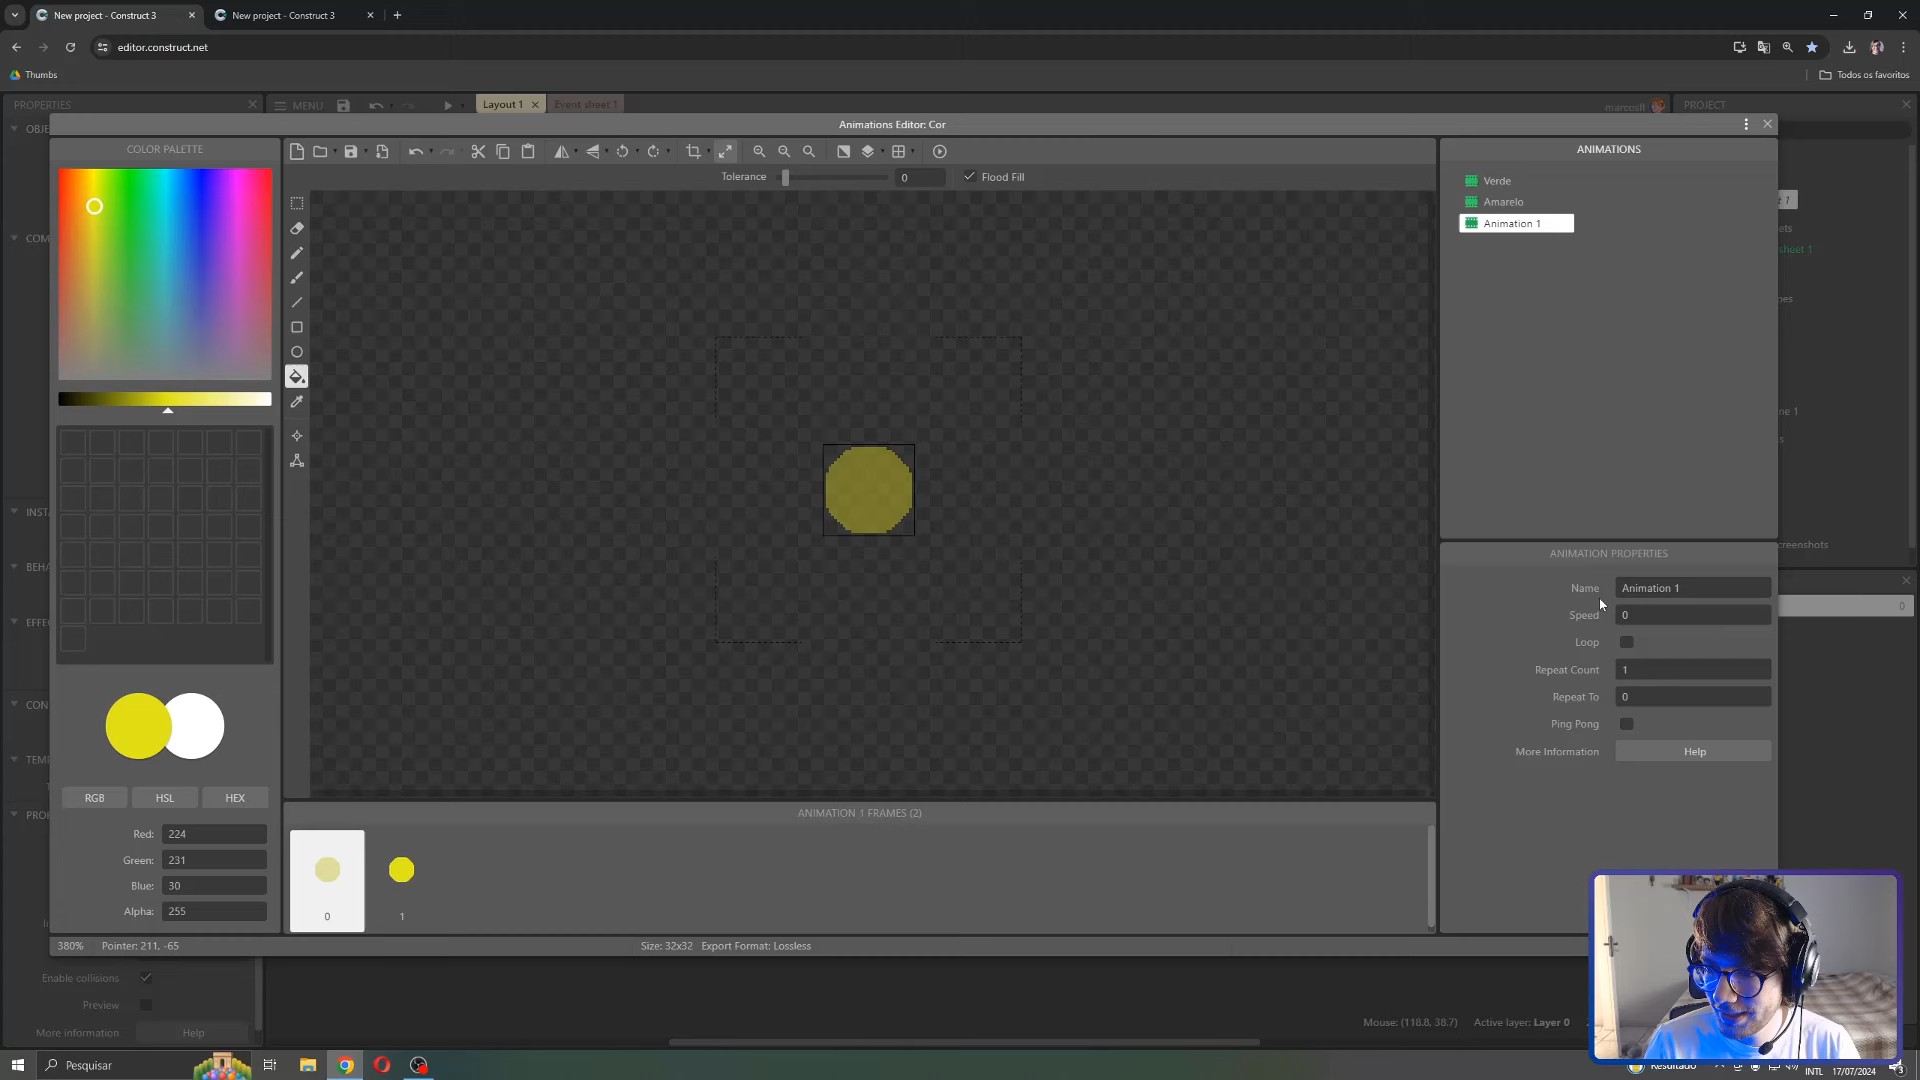 New project - Construct 3
New project - Construct 3
editor.construct.net
Thumbs
Todos os favoritos
PROPERTIES
MENU
Layout 1
Event sheet 1
marcosfl
PROJECT
Animations Editor: Cor
COLOR PALETTE
ANIMATIONS
Tolerance
0
Flood Fill
Verde
Amarelo
Animation 1
ANIMATION PROPERTIES
Name
Animation 1
Speed
0
Loop
Repeat Count
1
Repeat To
0
Ping Pong
More Information
Help
RGB
HSL
HEX
Red:
224
Green:
231
Blue:
30
Alpha:
255
ANIMATION 1 FRAMES (2)
0
1
380%
Pointer: 211, -65
Size: 32x32
Export Format: Lossless
Enable collisions
Preview
More information
Help
Mouse: (118.8, 38.7)
Active layer: Layer 0
Pesquisar
Resultado
INTL
17/07/2024